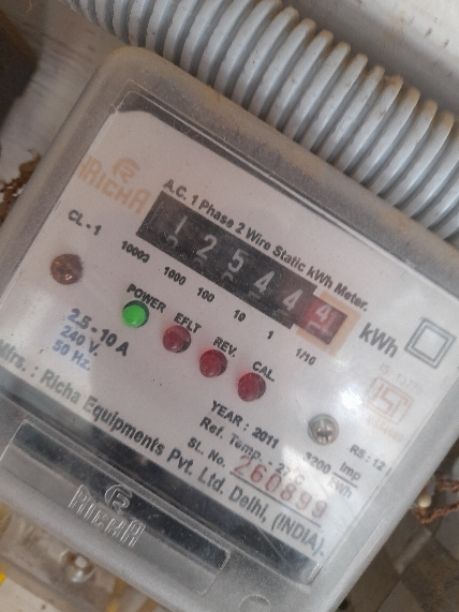 RICHA
A.C. 1 Phase 2 Wire Static kWh Meter.
CL - 1
1 2 5 4 4 4
10000 1000 100 10 1 1/10
kWh
POWER EFLT REV. CAL.
2.5 - 10 A
240 V.
50 Hz.
YEAR : 2011
Ref. Temp.: 27°C
3200 Imp
kWh
RS : 12
SL. No. 260899
Mfrs. : Richa Equipments Pvt. Ltd. Delhi, (INDIA).
RICHA